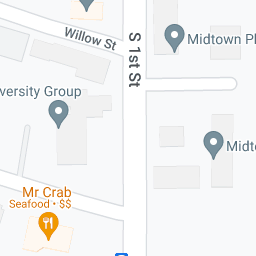 Willow St
S 1st St
Midtown Pl
versity Group
Midto
Mr Crab
Seafood • $$